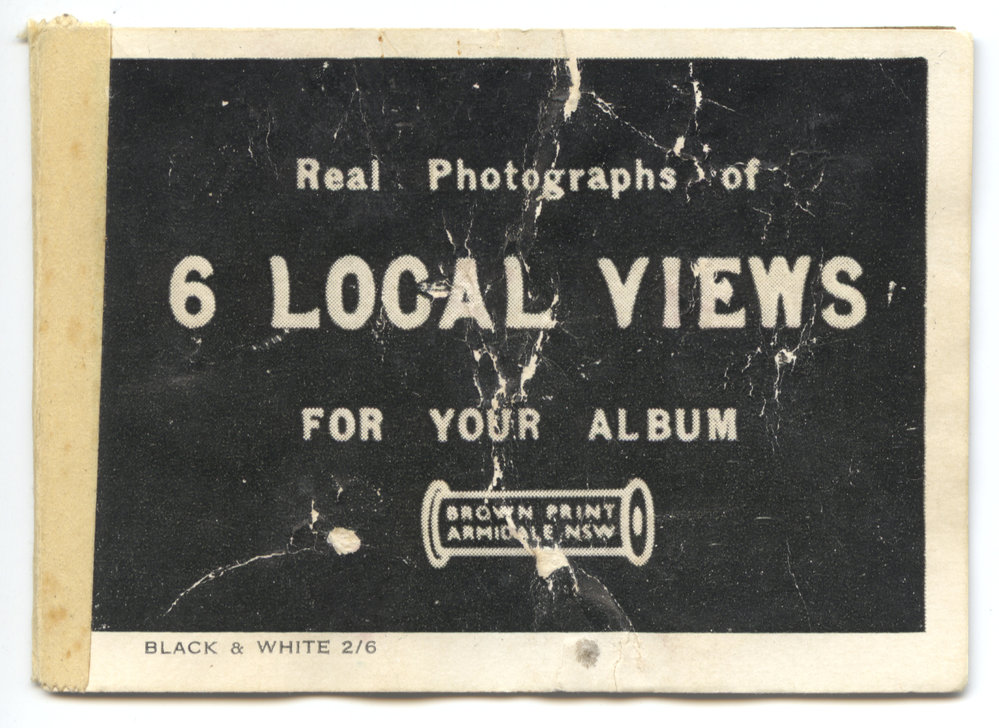 Real Photographs of
6 LOCAL VIEWS
FOR YOUR ALBUM
BROWN PRINT
ARMIDALE NSW
BLACK & WHITE 2/6